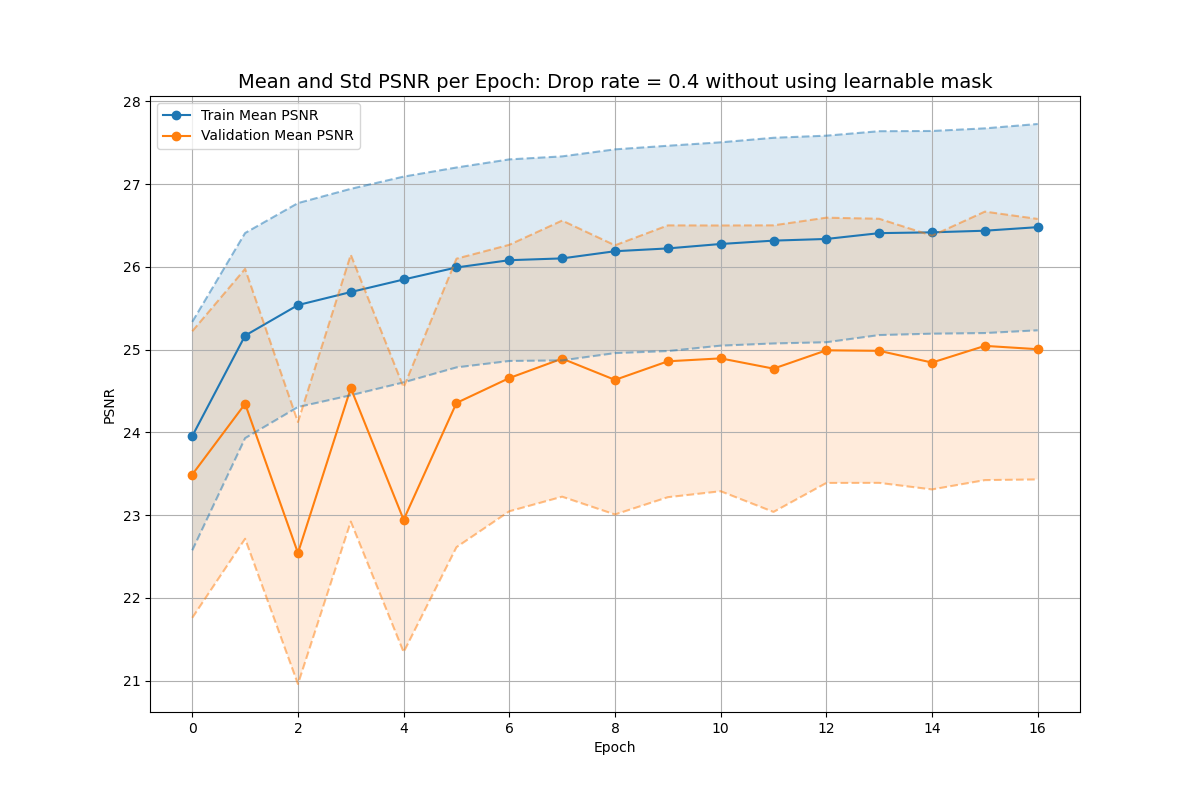 Mean and Std PSNR per Epoch: Drop rate = 0.4 without using learnable mask
Train Mean PSNR
Validation Mean PSNR
28
27
26
25
24
23
22
21
PSNR
0 2 4 6 8 10 12 14 16
Epoch